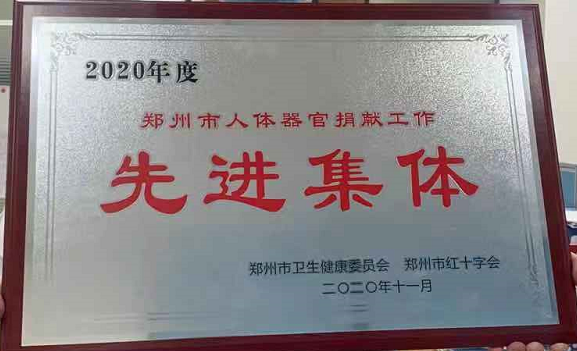 2020年度
郑州市人体器官捐献工作
先进集体
郑州市卫生健康委员会 郑州市红十字会
二〇二〇年十一月